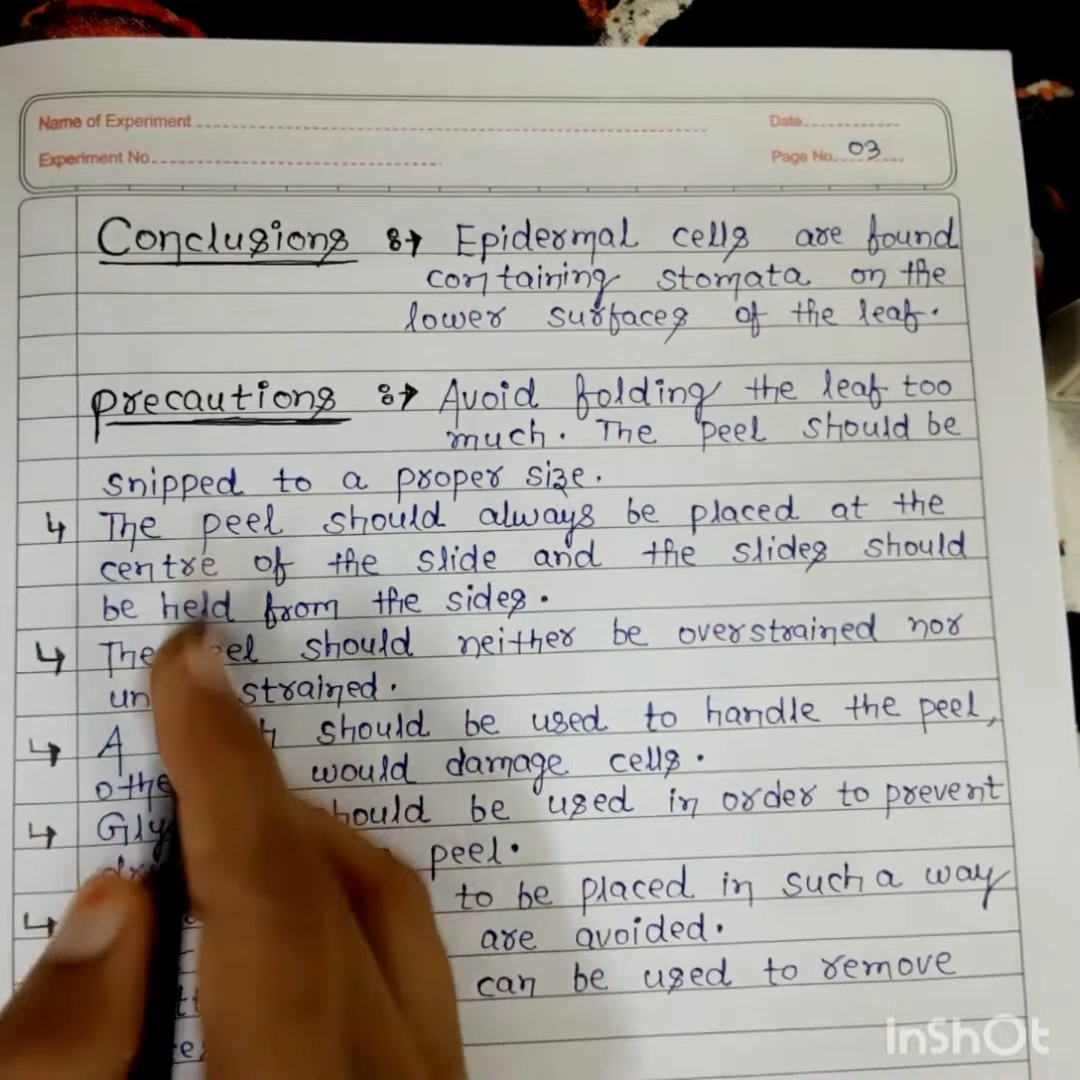 Name of Experiment
Date
Experiment No.
Page No. 03
Conclusions :→ Epidermal cells are found
containing stomata on the
lower surfaces of the leaf.
Precautions :→ Avoid folding the leaf too
much. The peel should be
snipped to a proper size.
↳ The peel should always be placed at the
centre of the slide and the slides should
be held from the sides.
↳ The should neither be overstrained nor
strained.
↳ A should be used to handle the peel,
would damage cells.
↳ should be used in order to prevent
peel.
↳ to be placed in such a way
are avoided.
can be used to remove
InShOt